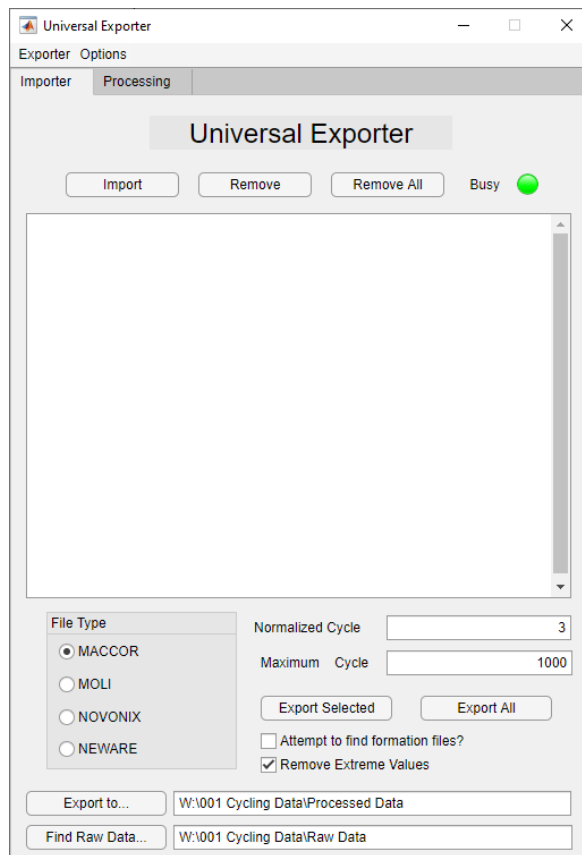 Universal Exporter
Exporter Options
Importer Processing
Universal Exporter
Import Remove Remove All Busy
File Type
MACCOR
MOLI
NOVONIX
NEWARE
Normalized Cycle 3
Maximum Cycle 1000
Export Selected Export All
Attempt to find formation files?
Remove Extreme Values
Export to... W:\001 Cycling Data\Processed Data
Find Raw Data... W:\001 Cycling Data\Raw Data